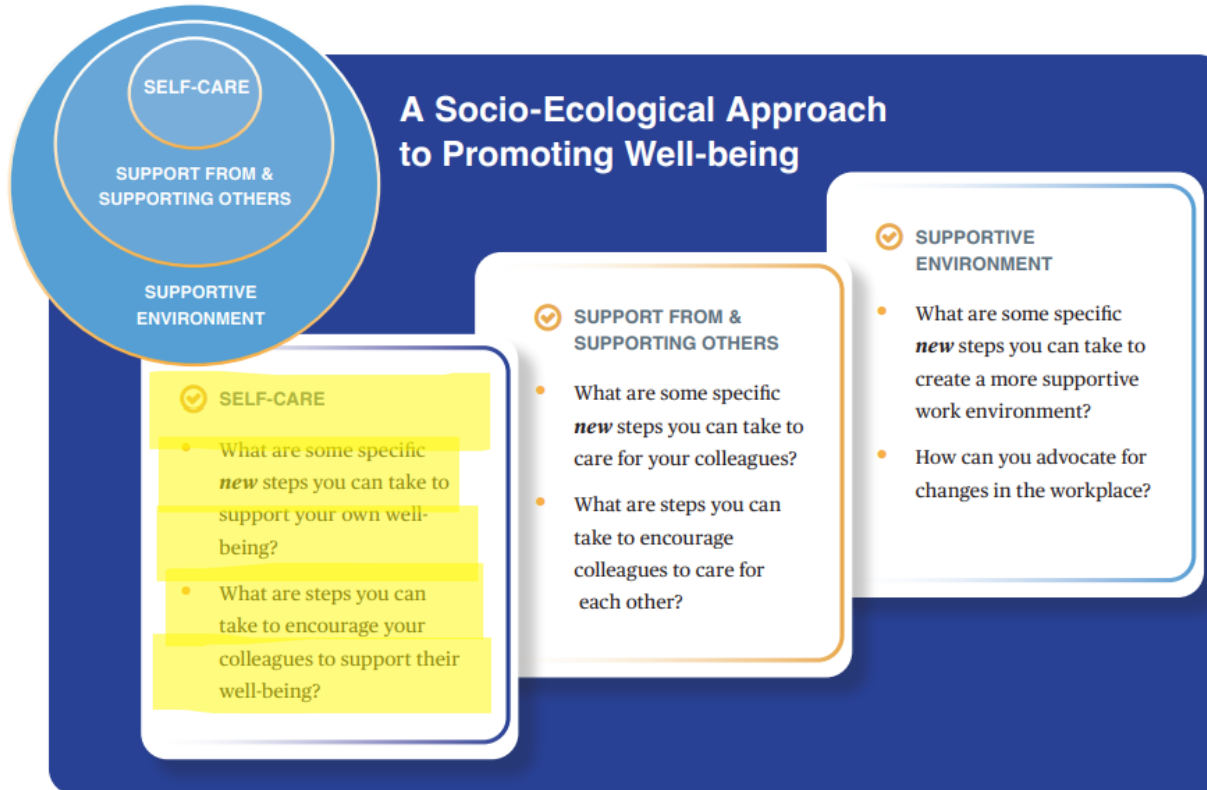 SELF-CARE
SUPPORT FROM &
SUPPORTING OTHERS
SUPPORTIVE
ENVIRONMENT
A Socio-Ecological Approach
to Promoting Well-being
SELF-CARE
What are some specific
new steps you can take to
support your own well-
being?
What are steps you can
take to encourage your
colleagues to support their
well-being?
SUPPORT FROM &
SUPPORTING OTHERS
What are some specific
new steps you can take to
care for your colleagues?
What are steps you can
take to encourage
colleagues to care for
each other?
SUPPORTIVE
ENVIRONMENT
What are some specific
new steps you can take to
create a more supportive
work environment?
How can you advocate for
changes in the workplace?